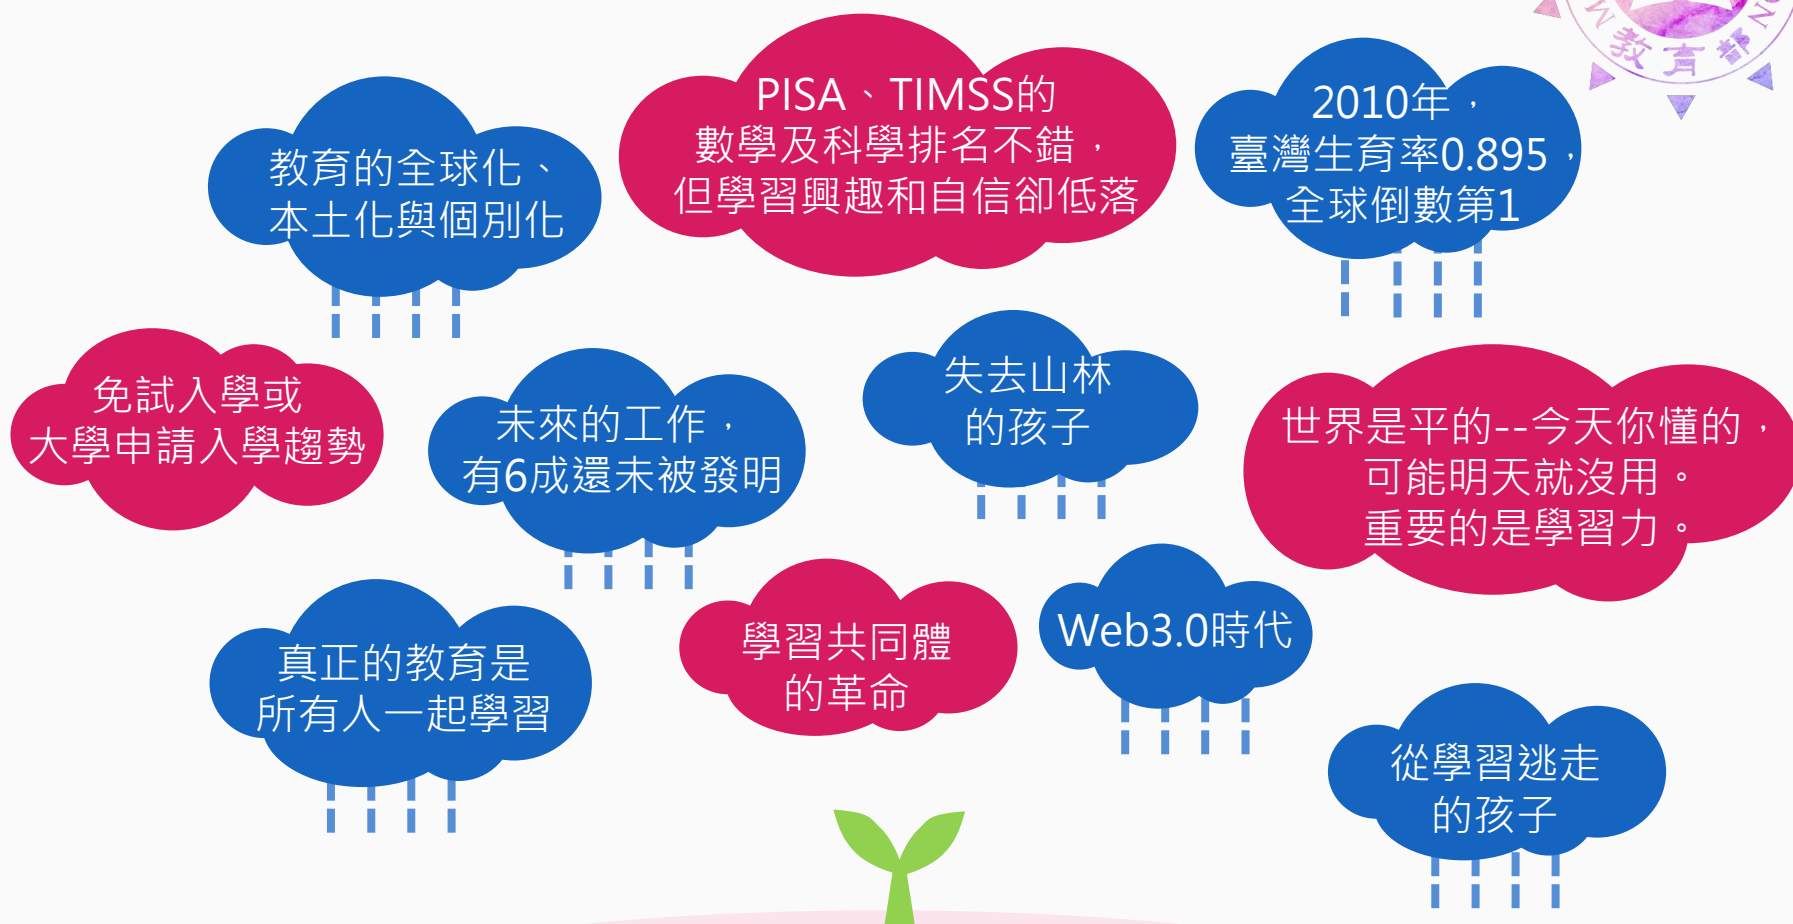 教育部
教育的全球化、
本土化與個別化
PISA、TIMSS的
數學及科學排名不錯,
但學習興趣和自信卻低落
2010年,
臺灣生育率0.895,
全球倒數第1
免試入學或
大學申請入學趨勢
未來的工作,
有6成還未被發明
失去山林
的孩子
世界是平的--今天你懂的,
可能明天就沒用。
重要的是學習力。
真正的教育是
所有人一起學習
學習共同體
的革命
Web3.0時代
從學習逃走
的孩子